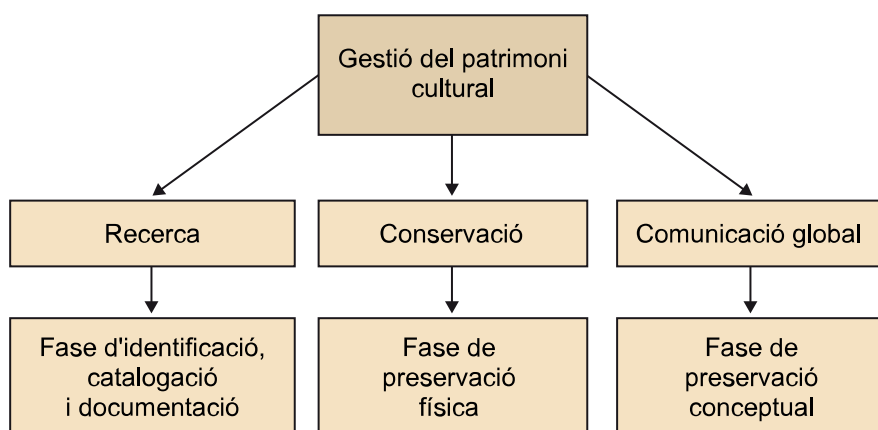 Gestió del patrimoni
cultural
Recerca
Conservació
Comunicació global
Fase d'identificació,
catalogació
i documentació
Fase de
preservació
física
Fase de
preservació
conceptual